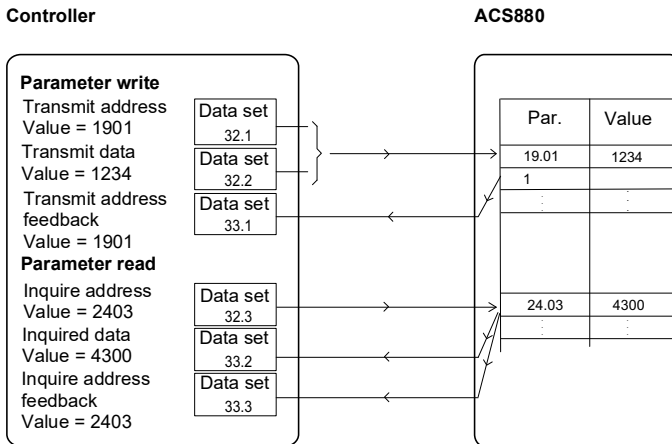 Controller
ACS880
Parameter write
Transmit address
Value = 1901
Data set
32.1
Transmit data
Value = 1234
Data set
32.2
Transmit address
feedback
Value = 1901
Data set
33.1
Parameter read
Inquire address
Value = 2403
Data set
32.3
Inquired data
Value = 4300
Data set
33.2
Inquire address
feedback
Value = 2403
Data set
33.3
Par. Value
19.01 1234
1
24.03 4300